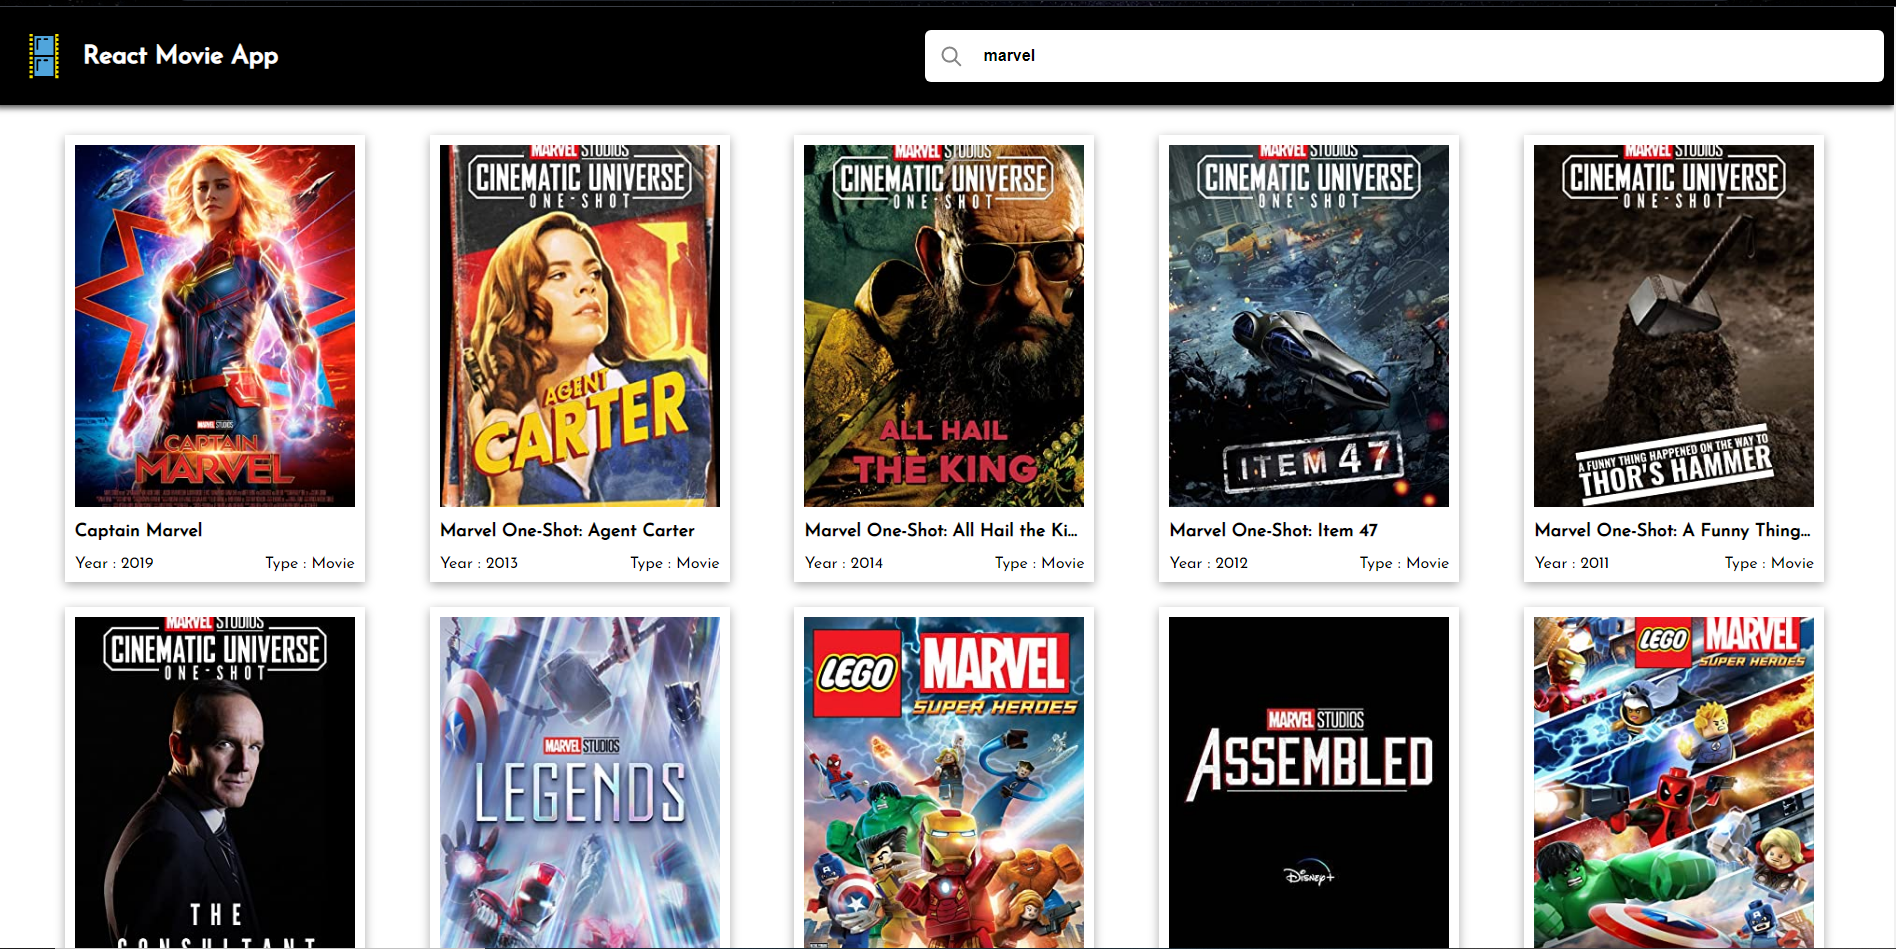 React Movie App
marvel
MARVEL STUDIOS
CAPTAIN
MARVEL
Captain Marvel
Year : 2019 Type : Movie
MARVEL STUDIOS
CINEMATIC UNIVERSE
ONE-SHOT
AGENT
CARTER
Marvel One-Shot: Agent Carter
Year : 2013 Type : Movie
MARVEL STUDIOS
CINEMATIC UNIVERSE
ONE-SHOT
ALL HAIL
THE KING
Marvel One-Shot: All Hail the Ki...
Year : 2014 Type : Movie
MARVEL STUDIOS
CINEMATIC UNIVERSE
ONE-SHOT
ITEM 47
Marvel One-Shot: Item 47
Year : 2012 Type : Movie
MARVEL STUDIOS
CINEMATIC UNIVERSE
ONE-SHOT
A FUNNY THING HAPPENED ON THE WAY TO
THOR'S HAMMER
Marvel One-Shot: A Funny Thing...
Year : 2011 Type : Movie
MARVEL STUDIOS
CINEMATIC UNIVERSE
ONE-SHOT
THE
CONSULTANT
MARVEL STUDIOS
LEGENDS
LEGO MARVEL
SUPER HEROES
MARVEL STUDIOS
ASSEMBLED
Disney+
LEGO MARVEL
SUPER HEROES